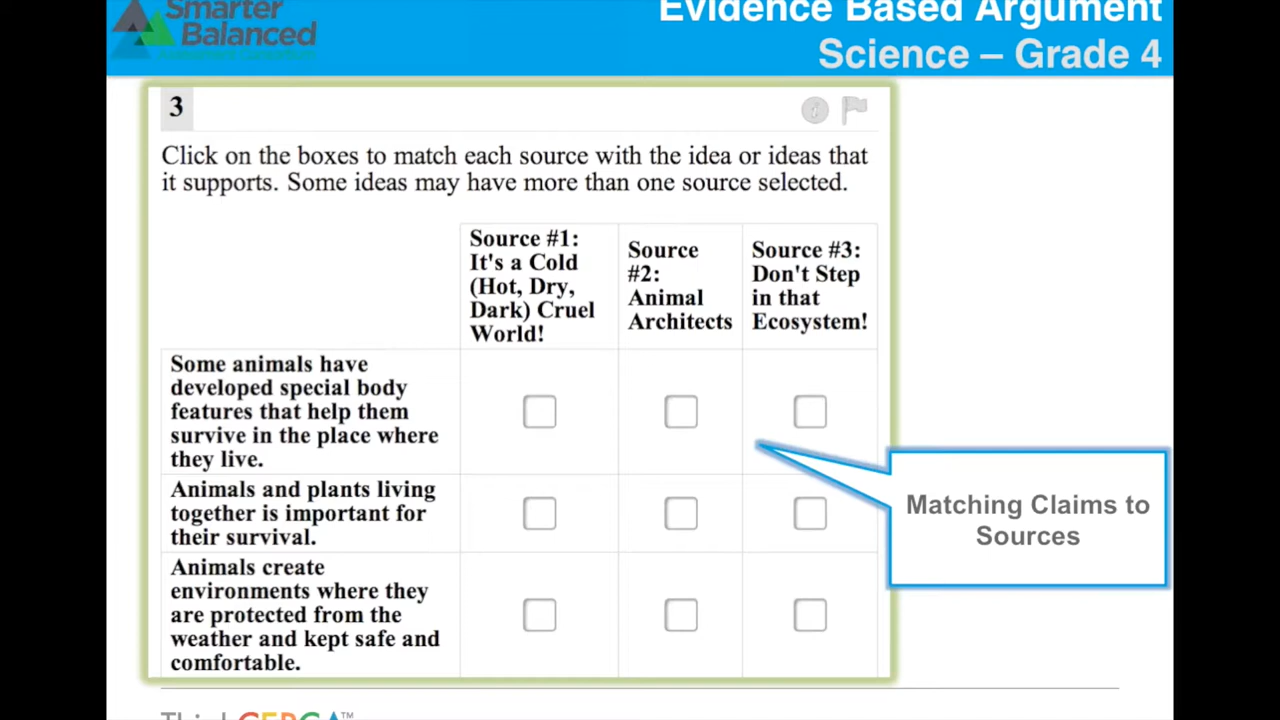 Smarter
Balanced
Evidence Based Argument
Science – Grade 4
3
Click on the boxes to match each source with the idea or ideas that
it supports. Some ideas may have more than one source selected.
Source #1:
It's a Cold
(Hot, Dry,
Dark) Cruel
World!
Source
#2:
Animal
Architects
Source #3:
Don't Step
in that
Ecosystem!
Some animals have
developed special body
features that help them
survive in the place where
they live.
Animals and plants living
together is important for
their survival.
Animals create
environments where they
are protected from the
weather and kept safe and
comfortable.
Matching Claims to
Sources